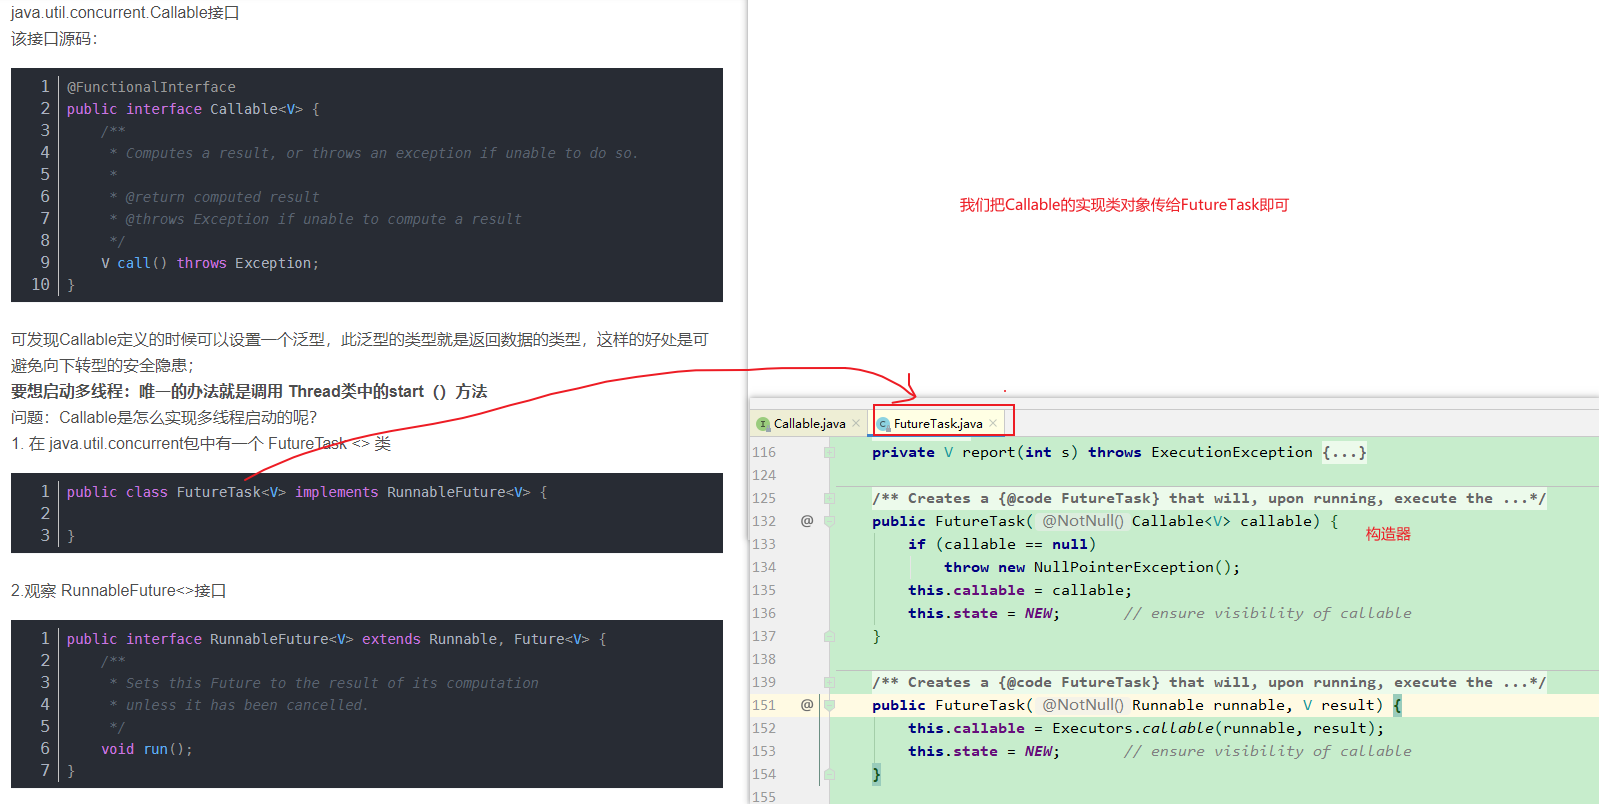 java.util.concurrent.Callable接口
该接口源码：
1 @FunctionalInterface
2 public interface Callable<V> {
3 /**
4 * Computes a result, or throws an exception if unable to do so.
5 *
6 * @return computed result
7 * @throws Exception if unable to compute a result
8 */
9 V call() throws Exception;
10 }
可发现Callable定义的时候可以设置一个泛型，此泛型的类型就是返回数据的类型，这样的好处是可
避免向下转型的安全隐患；
要想启动多线程：唯一的办法就是调用 Thread类中的start（）方法
问题：Callable是怎么实现多线程启动的呢？
1. 在 java.util.concurrent包中有一个 FutureTask <> 类
1 public class FutureTask<V> implements RunnableFuture<V> {
2
3 }
2.观察 RunnableFuture<>接口
1 public interface RunnableFuture<V> extends Runnable, Future<V> {
2 /**
3 * Sets this Future to the result of its computation
4 * unless it has been cancelled.
5 */
6 void run();
7 }
我们把Callable的实现类对象传给FutureTask即可
Callable.java FutureTask.java
116 private V report(int s) throws ExecutionException {...}
124
125 /** Creates a {@code FutureTask} that will, upon running, execute the ...*/
132 @ public FutureTask( @NotNull() Callable<V> callable) {
构造器
133 if (callable == null)
134 throw new NullPointerException();
135 this.callable = callable;
136 this.state = NEW; // ensure visibility of callable
137 }
138
139 /** Creates a {@code FutureTask} that will, upon running, execute the ...*/
151 @ public FutureTask( @NotNull() Runnable runnable, V result) {
152 this.callable = Executors.callable(runnable, result);
153 this.state = NEW; // ensure visibility of callable
154 }
155